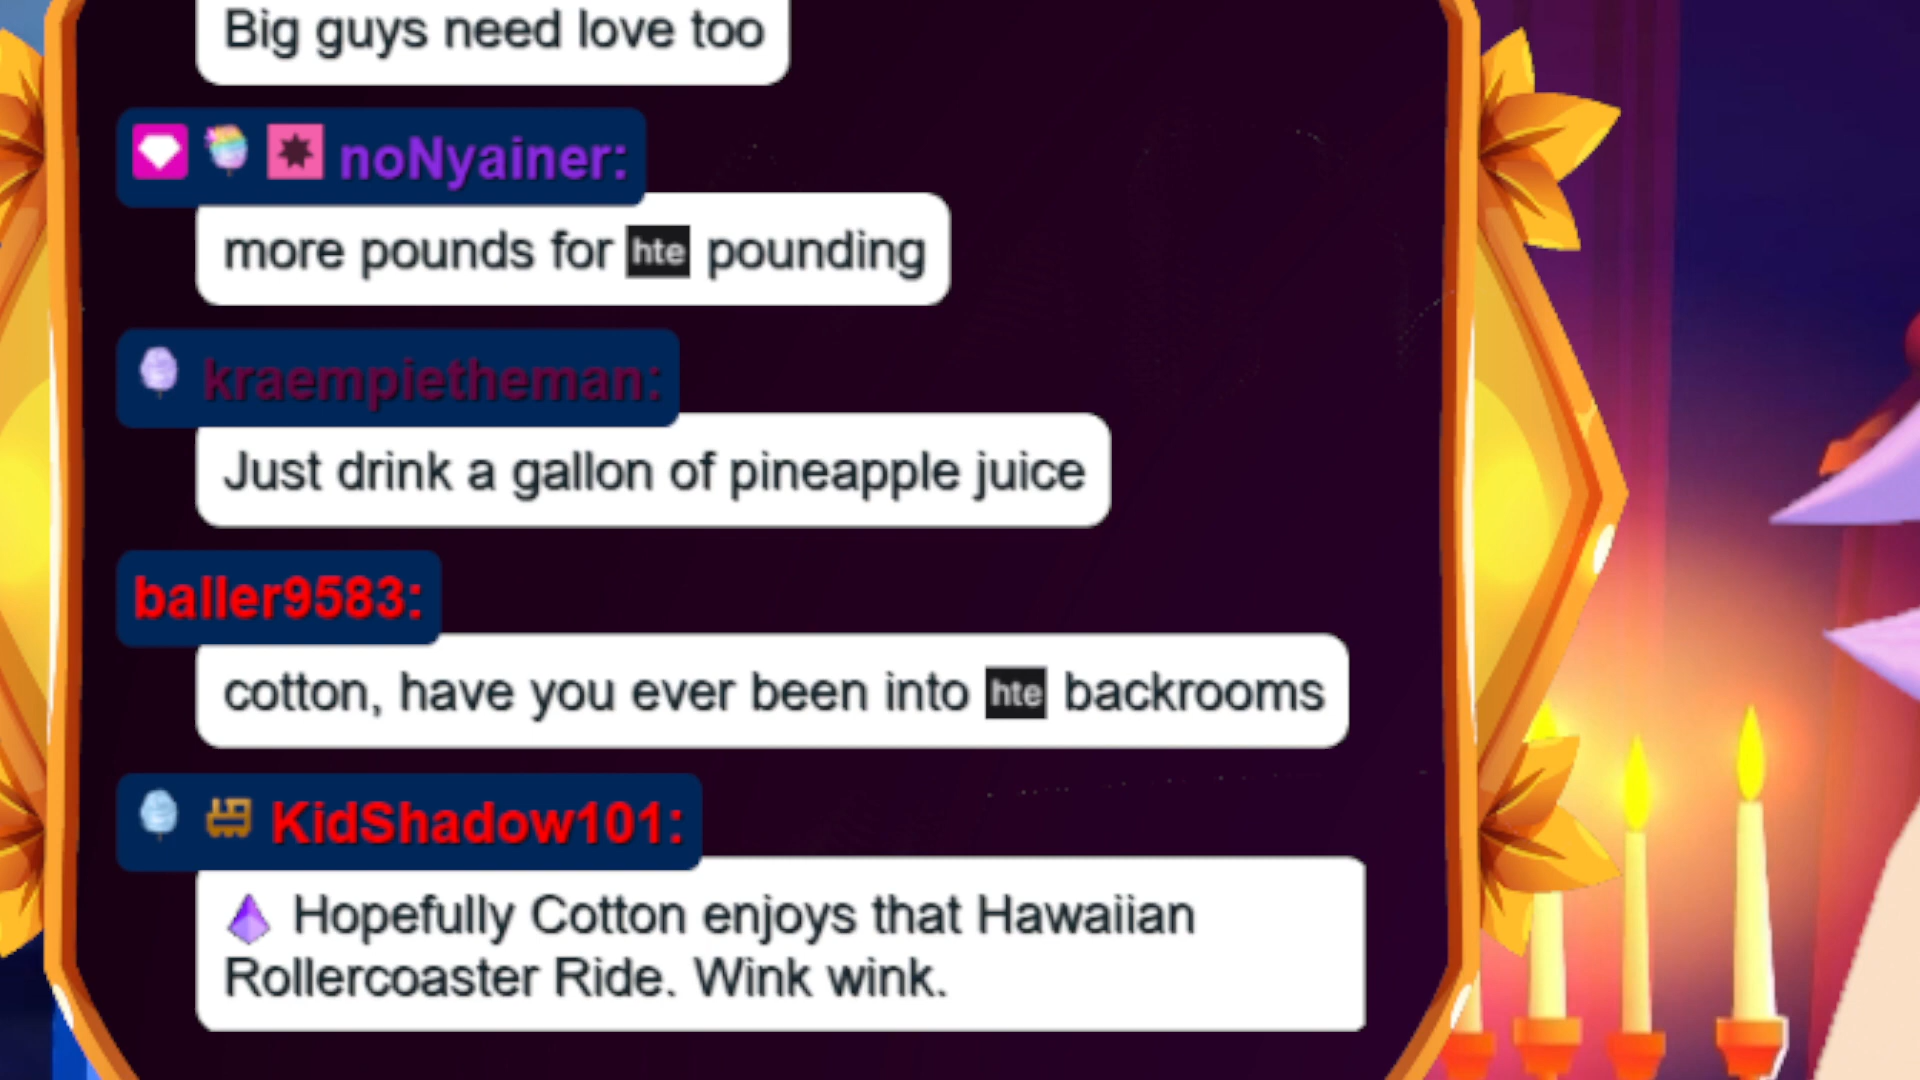 Big guys need love too
noNyainer:
more pounds for hte pounding
kraempietheman:
Just drink a gallon of pineapple juice
baller9583:
cotton, have you ever been into hte backrooms
KidShadow101:
Hopefully Cotton enjoys that Hawaiian
Rollercoaster Ride. Wink wink.